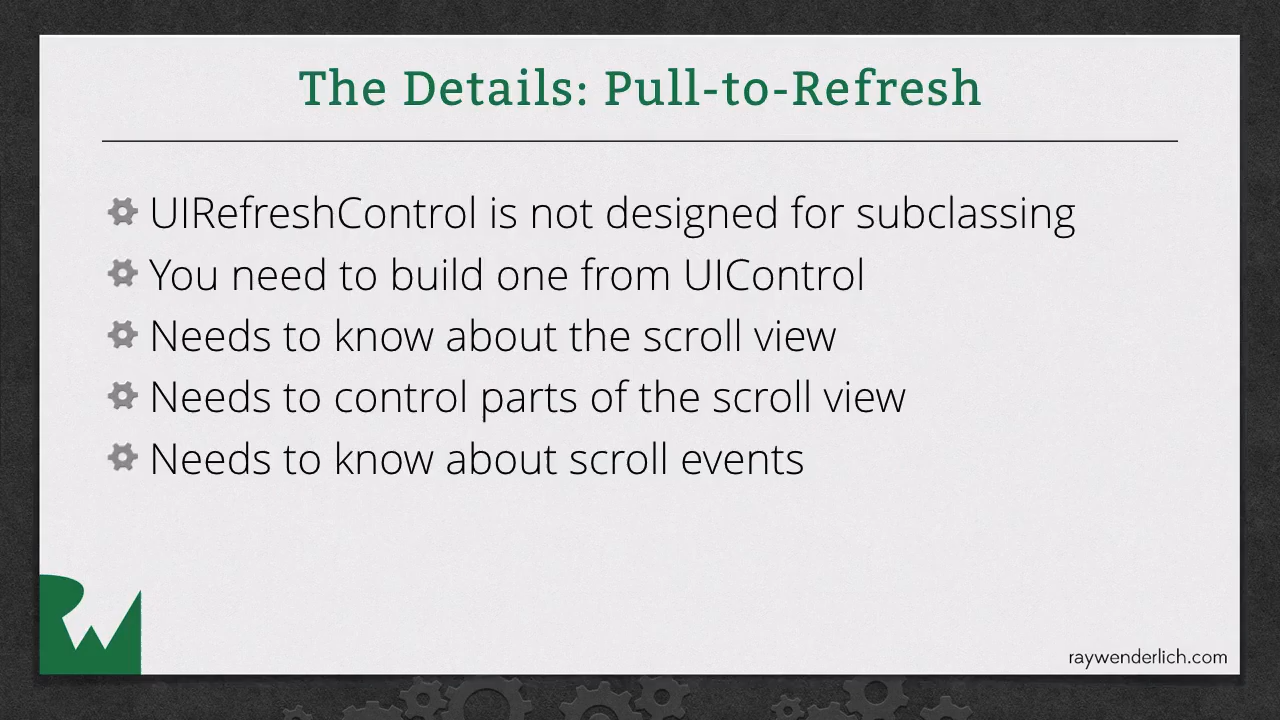 The Details: Pull-to-Refresh
UIRefreshControl is not designed for subclassing
You need to build one from UIControl
Needs to know about the scroll view
Needs to control parts of the scroll view
Needs to know about scroll events
RW
raywenderlich.com